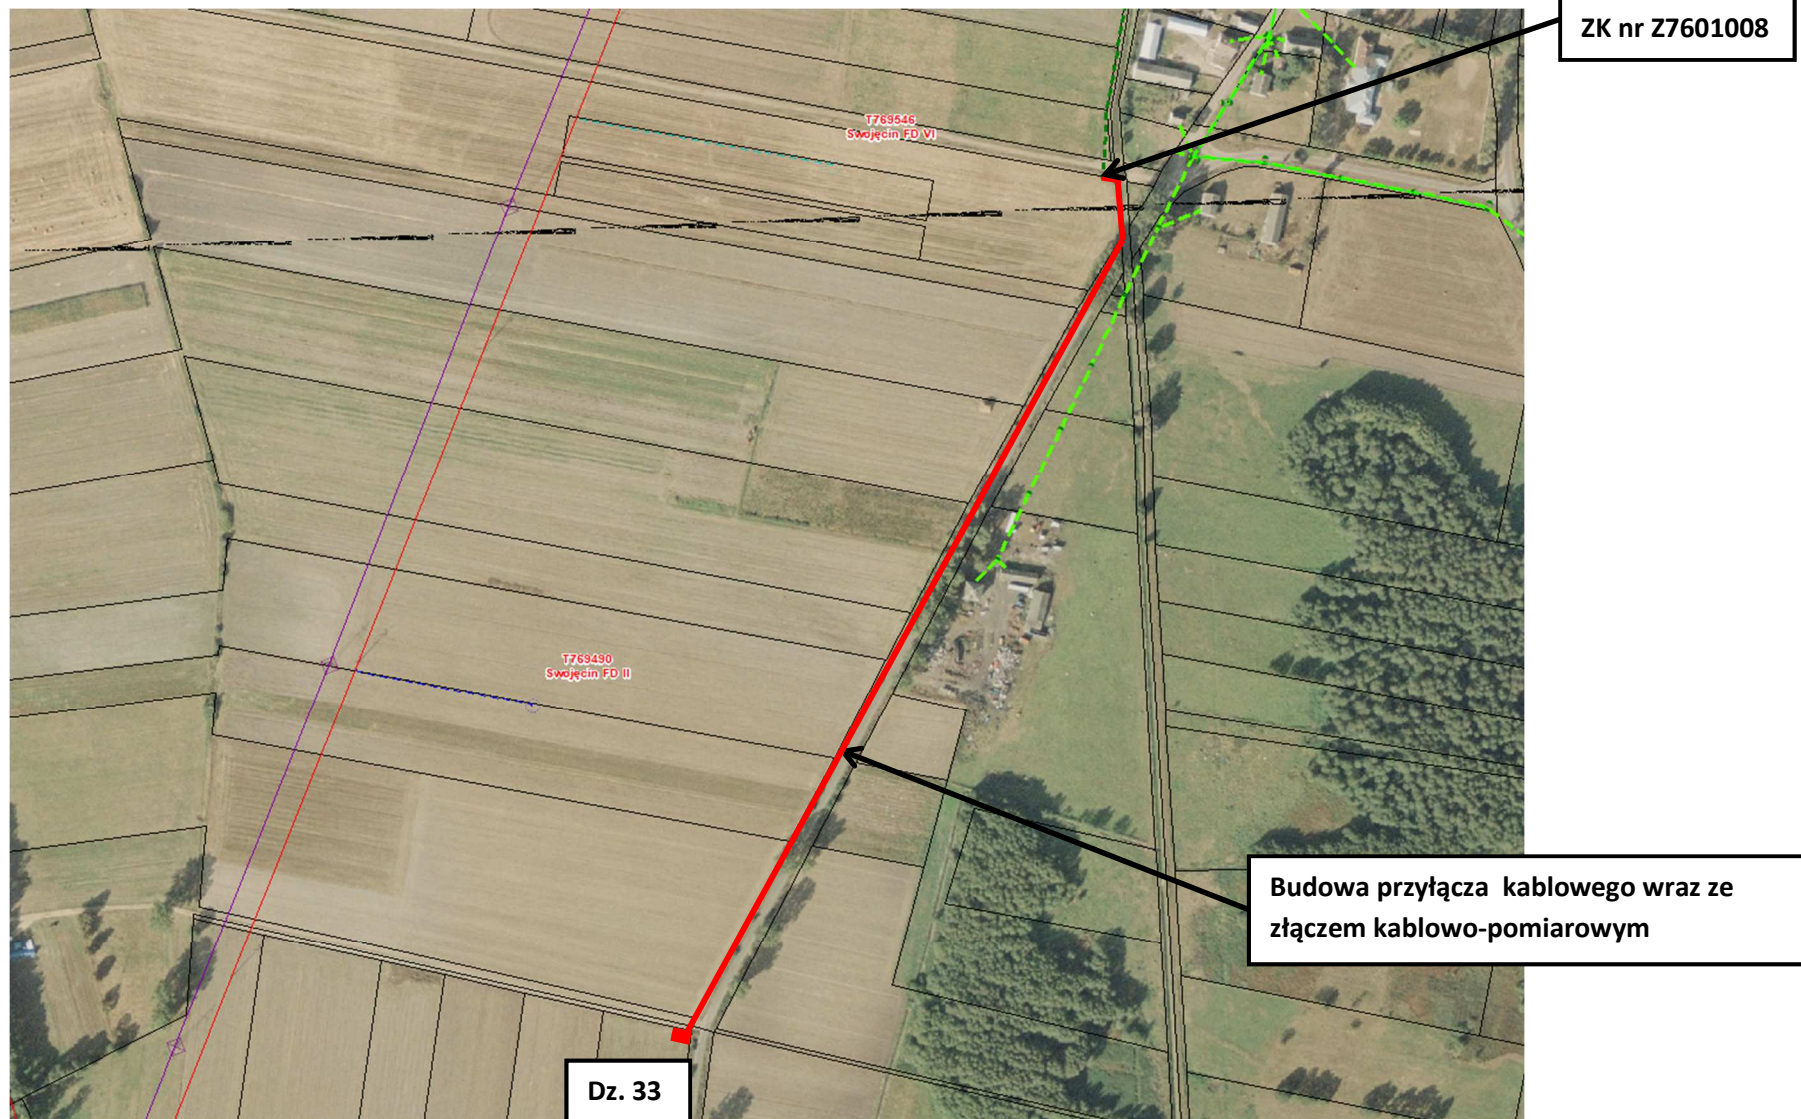 ZK nr Z7601008
T769546
Swojęcin FD VI
T769490
Swojęcin FD II
Budowa przyłącza kablowego wraz ze
złączem kablowo-pomiarowym
Dz. 33